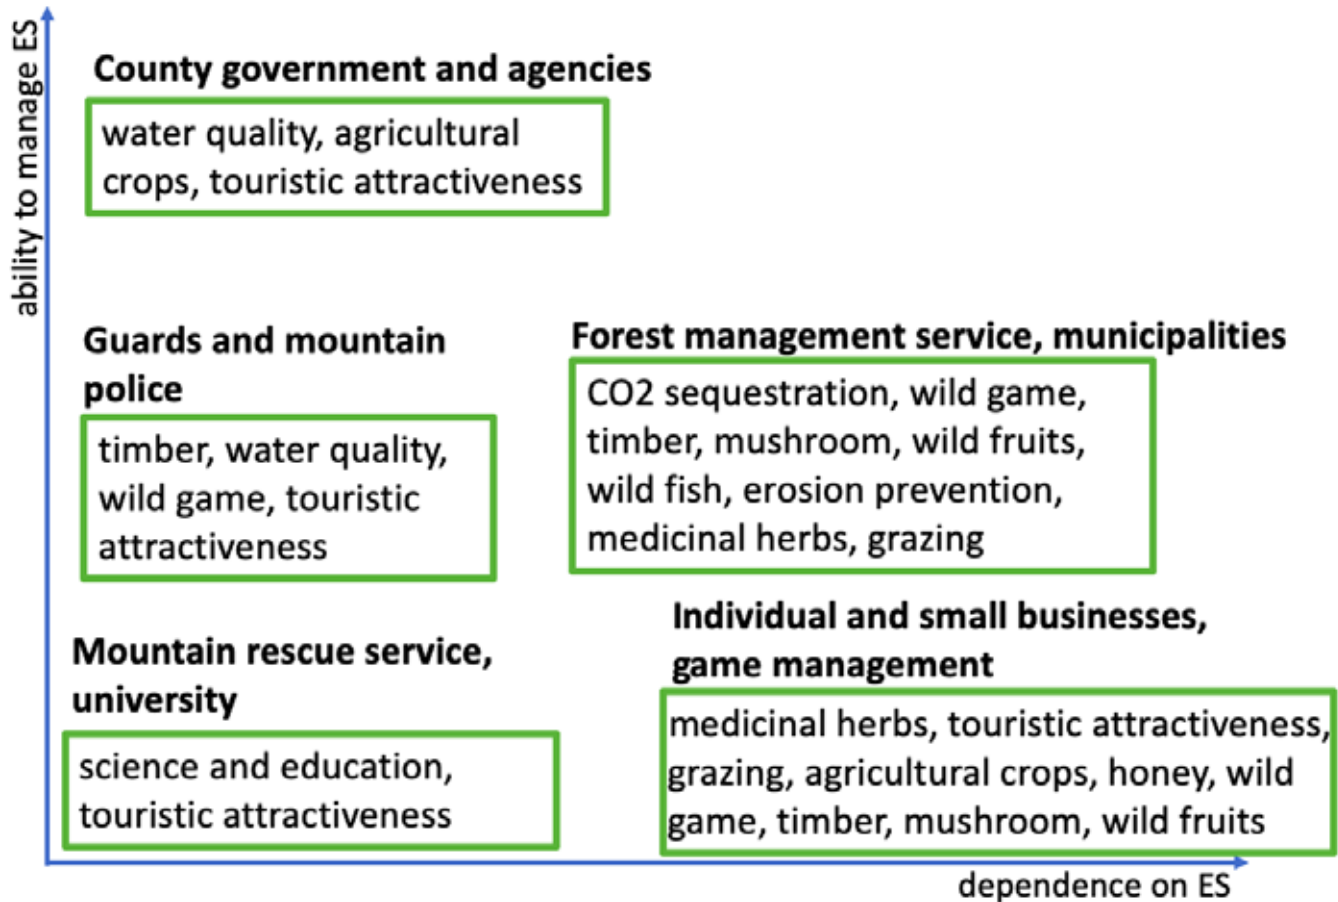 ability to manage ES
County government and agencies
water quality, agricultural
crops, touristic attractiveness
Guards and mountain
police
timber, water quality,
wild game, touristic
attractiveness
Forest management service, municipalities
CO2 sequestration, wild game,
timber, mushroom, wild fruits,
wild fish, erosion prevention,
medicinal herbs, grazing
Mountain rescue service,
university
science and education,
touristic attractiveness
Individual and small businesses,
game management
medicinal herbs, touristic attractiveness,
grazing, agricultural crops, honey, wild
game, timber, mushroom, wild fruits
dependence on ES